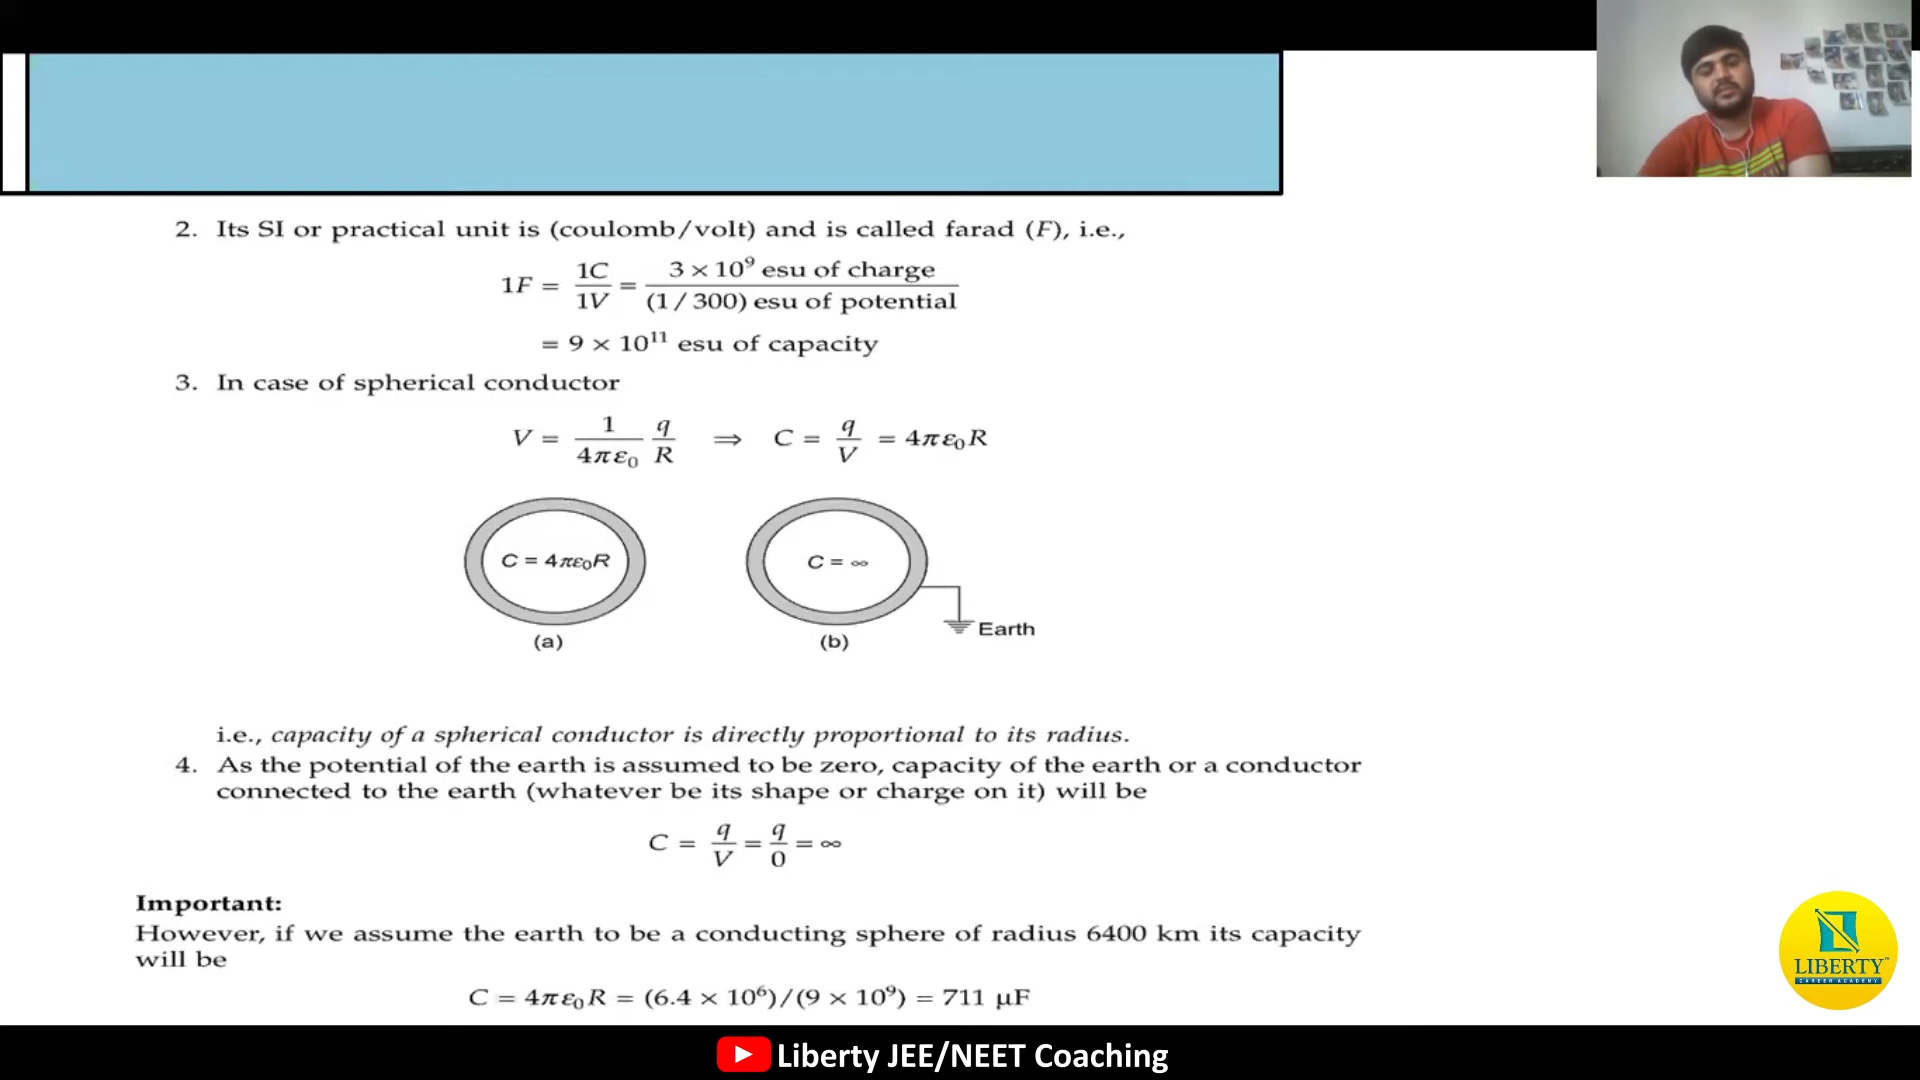 2. Its SI or practical unit is (coulomb/volt) and is called farad (F), i.e.,
1F = 1C/1V = 3 × 10⁹ esu of charge / (1 / 300) esu of potential
= 9 × 10¹¹ esu of capacity
3. In case of spherical conductor
V = 1/4πε₀ q/R ⇒ C = q/V = 4πε₀R
C = 4πε₀R
C = ∞
Earth
(a)
(b)
i.e., capacity of a spherical conductor is directly proportional to its radius.
4. As the potential of the earth is assumed to be zero, capacity of the earth or a conductor
connected to the earth (whatever be its shape or charge on it) will be
C = q/V = q/0 = ∞
Important:
However, if we assume the earth to be a conducting sphere of radius 6400 km its capacity
will be
C = 4πε₀R = (6.4 × 10⁶)/(9 × 10⁹) = 711 μF
LIBERTY™
CAREER ACADEMY
Liberty JEE/NEET Coaching